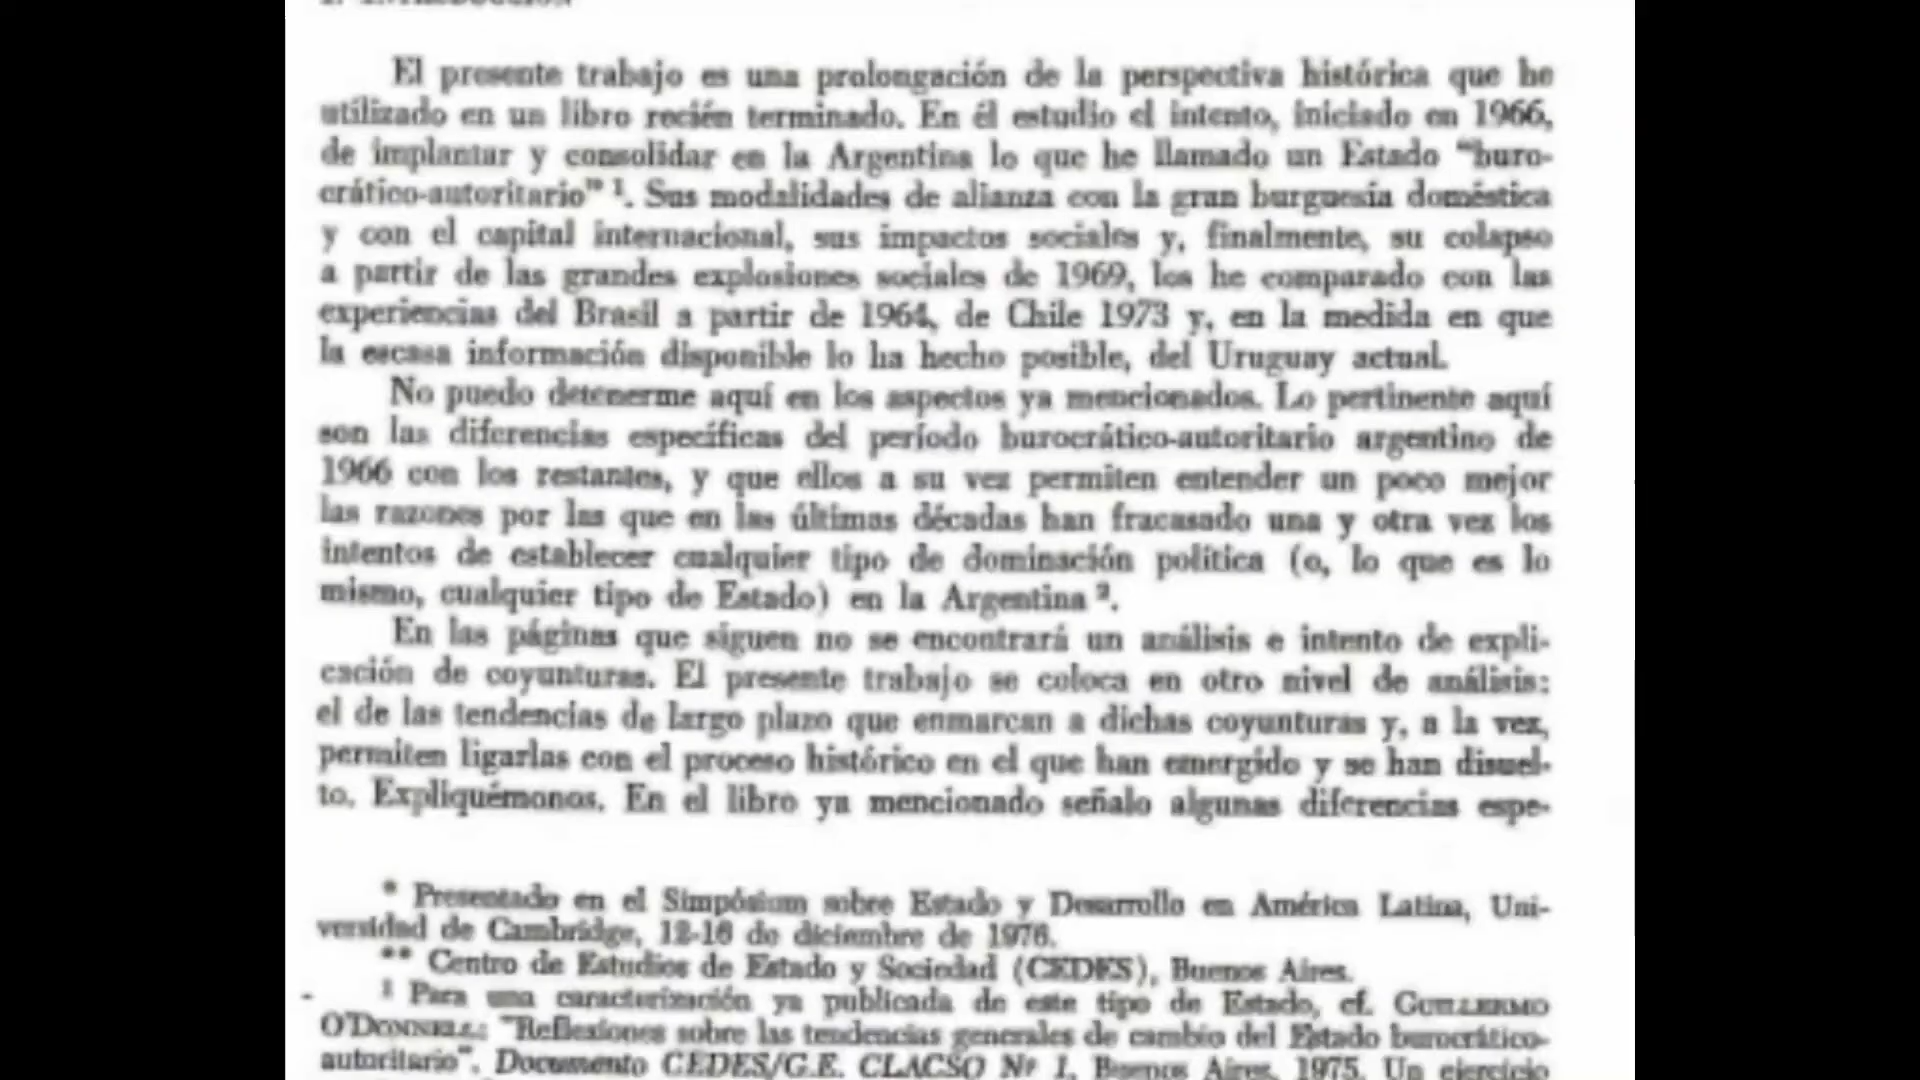 1. INTRODUCCIÓN
El presente trabajo es una prolongación de la perspectiva histórica que he
utilizado en un libro recién terminado. En él estudio el intento, iniciado en 1966,
de implantar y consolidar en la Argentina lo que he llamado un Estado "buro-
crático-autoritario" ¹. Sus modalidades de alianza con la gran burguesía doméstica
y con el capital internacional, sus impactos sociales y, finalmente, su colapso
a partir de las grandes explosiones sociales de 1969, los he comparado con las
experiencias del Brasil a partir de 1964, de Chile 1973 y, en la medida en que
la escasa información disponible lo ha hecho posible, del Uruguay actual.
No puedo detenerme aquí en los aspectos ya mencionados. Lo pertinente aquí
son las diferencias específicas del período burocrático-autoritario argentino de
1966 con los restantes, y que ellos a su vez permiten entender un poco mejor
las razones por las que en las últimas décadas han fracasado una y otra vez los
intentos de establecer cualquier tipo de dominación política (o, lo que es lo
mismo, cualquier tipo de Estado) en la Argentina ².
En las páginas que siguen no se encontrará un análisis e intento de expli-
cación de coyunturas. El presente trabajo se coloca en otro nivel de análisis:
el de las tendencias de largo plazo que enmarcan a dichas coyunturas y, a la vez,
permiten ligarlas con el proceso histórico en el que han emergido y se han disuel-
to. Expliquémonos. En el libro ya mencionado señalo algunas diferencias espe-
* Presentado en el Simpósium sobre Estado y Desarrollo en América Latina, Uni-
versidad de Cambridge, 12-16 de diciembre de 1976.
** Centro de Estudios de Estado y Sociedad (CEDES), Buenos Aires.
¹ Para una caracterización ya publicada de este tipo de Estado, cf. GUILLERMO
O'DONNELL: "Reflexiones sobre las tendencias generales de cambio del Estado burocrático-
autoritario". Documento CEDES/G.E. CLACSO Nº 1, Buenos Aires, 1975. Un ejercicio